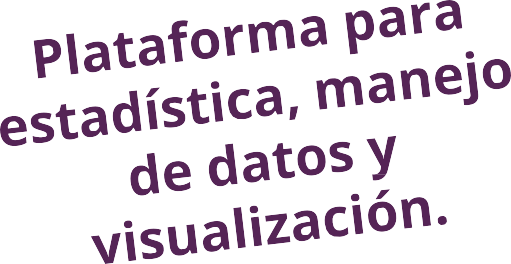 Plataforma para
estadística, manejo
de datos y
visualización.